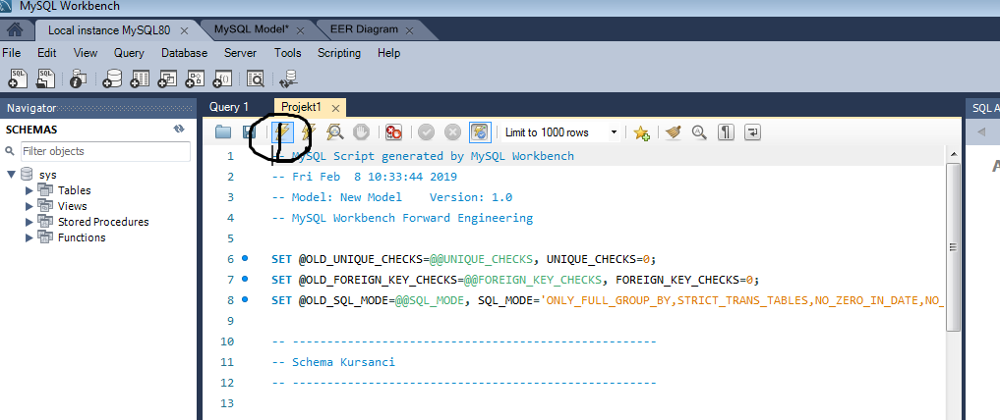 MySQL Workbench
Local instance MySQL80 MySQL Model* EER Diagram
File Edit View Query Database Server Tools Scripting Help
Navigator
SCHEMAS
Filter objects
sys
Tables
Views
Stored Procedures
Functions
Query 1 Projekt1
Limit to 1000 rows
1 -- MySQL Script generated by MySQL Workbench
2 -- Fri Feb 8 10:33:44 2019
3 -- Model: New Model Version: 1.0
4 -- MySQL Workbench Forward Engineering
5
6 SET @OLD_UNIQUE_CHECKS=@@UNIQUE_CHECKS, UNIQUE_CHECKS=0;
7 SET @OLD_FOREIGN_KEY_CHECKS=@@FOREIGN_KEY_CHECKS, FOREIGN_KEY_CHECKS=0;
8 SET @OLD_SQL_MODE=@@SQL_MODE, SQL_MODE='ONLY_FULL_GROUP_BY,STRICT_TRANS_TABLES,NO_ZERO_IN_DATE,NO_
9
10 -- -----------------------------------------------------
11 -- Schema Kursanci
12 -- -----------------------------------------------------
13
SQL A